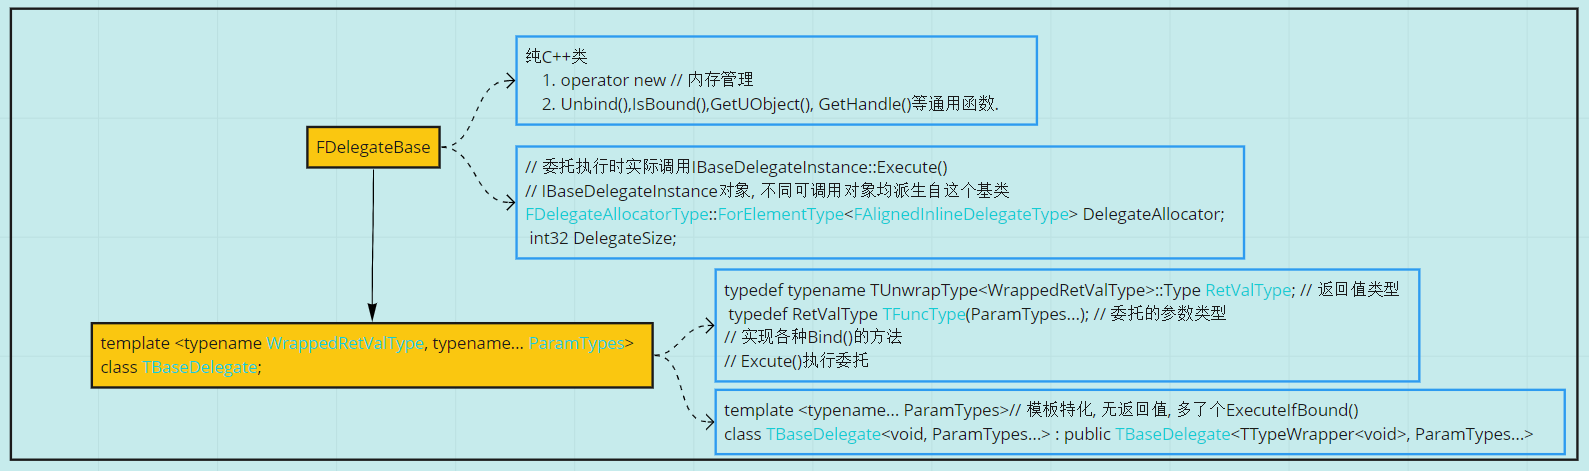 纯C++类
1. operator new // 内存管理
2. Unbind(),IsBound(),GetUObject(), GetHandle()等通用函数.
FDelegateBase
// 委托执行时实际调用IBaseDelegateInstance::Execute()
// IBaseDelegateInstance对象, 不同可调用对象均派生自这个基类
FDelegateAllocatorType::ForElementType<FAlignedInlineDelegateType> DelegateAllocator;
int32 DelegateSize;
template <typename WrappedRetValType, typename... ParamTypes>
class TBaseDelegate;
typedef typename TUnwrapType<WrappedRetValType>::Type RetValType; // 返回值类型
typedef RetValType TFuncType(ParamTypes...); // 委托的参数类型
// 实现各种Bind()的方法
// Excute()执行委托
template <typename... ParamTypes>// 模板特化, 无返回值, 多了个ExecuteIfBound()
class TBaseDelegate<void, ParamTypes...> : public TBaseDelegate<TTypeWrapper<void>, ParamTypes...>